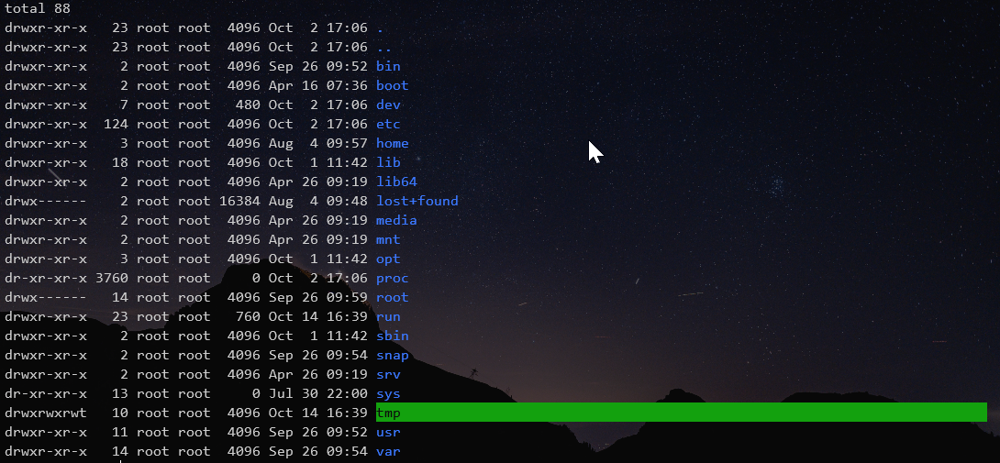 total 88
drwxr-xr-x   23 root root  4096 Oct  2 17:06 .
drwxr-xr-x   23 root root  4096 Oct  2 17:06 ..
drwxr-xr-x    2 root root  4096 Sep 26 09:52 bin
drwxr-xr-x    2 root root  4096 Apr 16 07:36 boot
drwxr-xr-x    7 root root   480 Oct  2 17:06 dev
drwxr-xr-x  124 root root  4096 Oct  2 17:06 etc
drwxr-xr-x    3 root root  4096 Aug  4 09:57 home
drwxr-xr-x   18 root root  4096 Oct  1 11:42 lib
drwxr-xr-x    2 root root  4096 Apr 26 09:19 lib64
drwx------    2 root root 16384 Aug  4 09:48 lost+found
drwxr-xr-x    2 root root  4096 Apr 26 09:19 media
drwxr-xr-x    2 root root  4096 Apr 26 09:19 mnt
drwxr-xr-x    3 root root  4096 Oct  1 11:42 opt
dr-xr-xr-x 3760 root root     0 Oct  2 17:06 proc
drwx------   14 root root  4096 Sep 26 09:59 root
drwxr-xr-x   23 root root   760 Oct 14 16:39 run
drwxr-xr-x    2 root root  4096 Oct  1 11:42 sbin
drwxr-xr-x    2 root root  4096 Sep 26 09:54 snap
drwxr-xr-x    2 root root  4096 Apr 26 09:19 srv
dr-xr-xr-x   13 root root     0 Jul 30 22:00 sys
drwxrwxrwt   10 root root  4096 Oct 14 16:39 tmp
drwxr-xr-x   11 root root  4096 Sep 26 09:52 usr
drwxr-xr-x   14 root root  4096 Sep 26 09:54 var